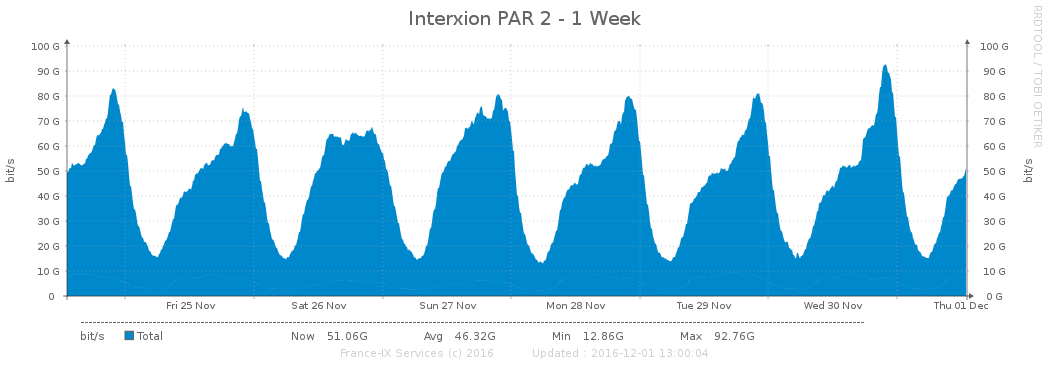 Interxion PAR 2 - 1 Week
RRDTOOL / TOBI OETIKER
100 G 100 G
90 G 90 G
80 G 80 G
70 G 70 G
60 G 60 G
50 G 50 G
40 G 40 G
30 G 30 G
20 G 20 G
10 G 10 G
0 0 G
bit/s bit/s
Fri 25 Nov Sat 26 Nov Sun 27 Nov Mon 28 Nov Tue 29 Nov Wed 30 Nov Thu 01 Dec
bit/s Total Now 51.06G Avg 46.32G Min 12.86G Max 92.76G
France-IX Services (c) 2016 Updated : 2016-12-01 13:00:04